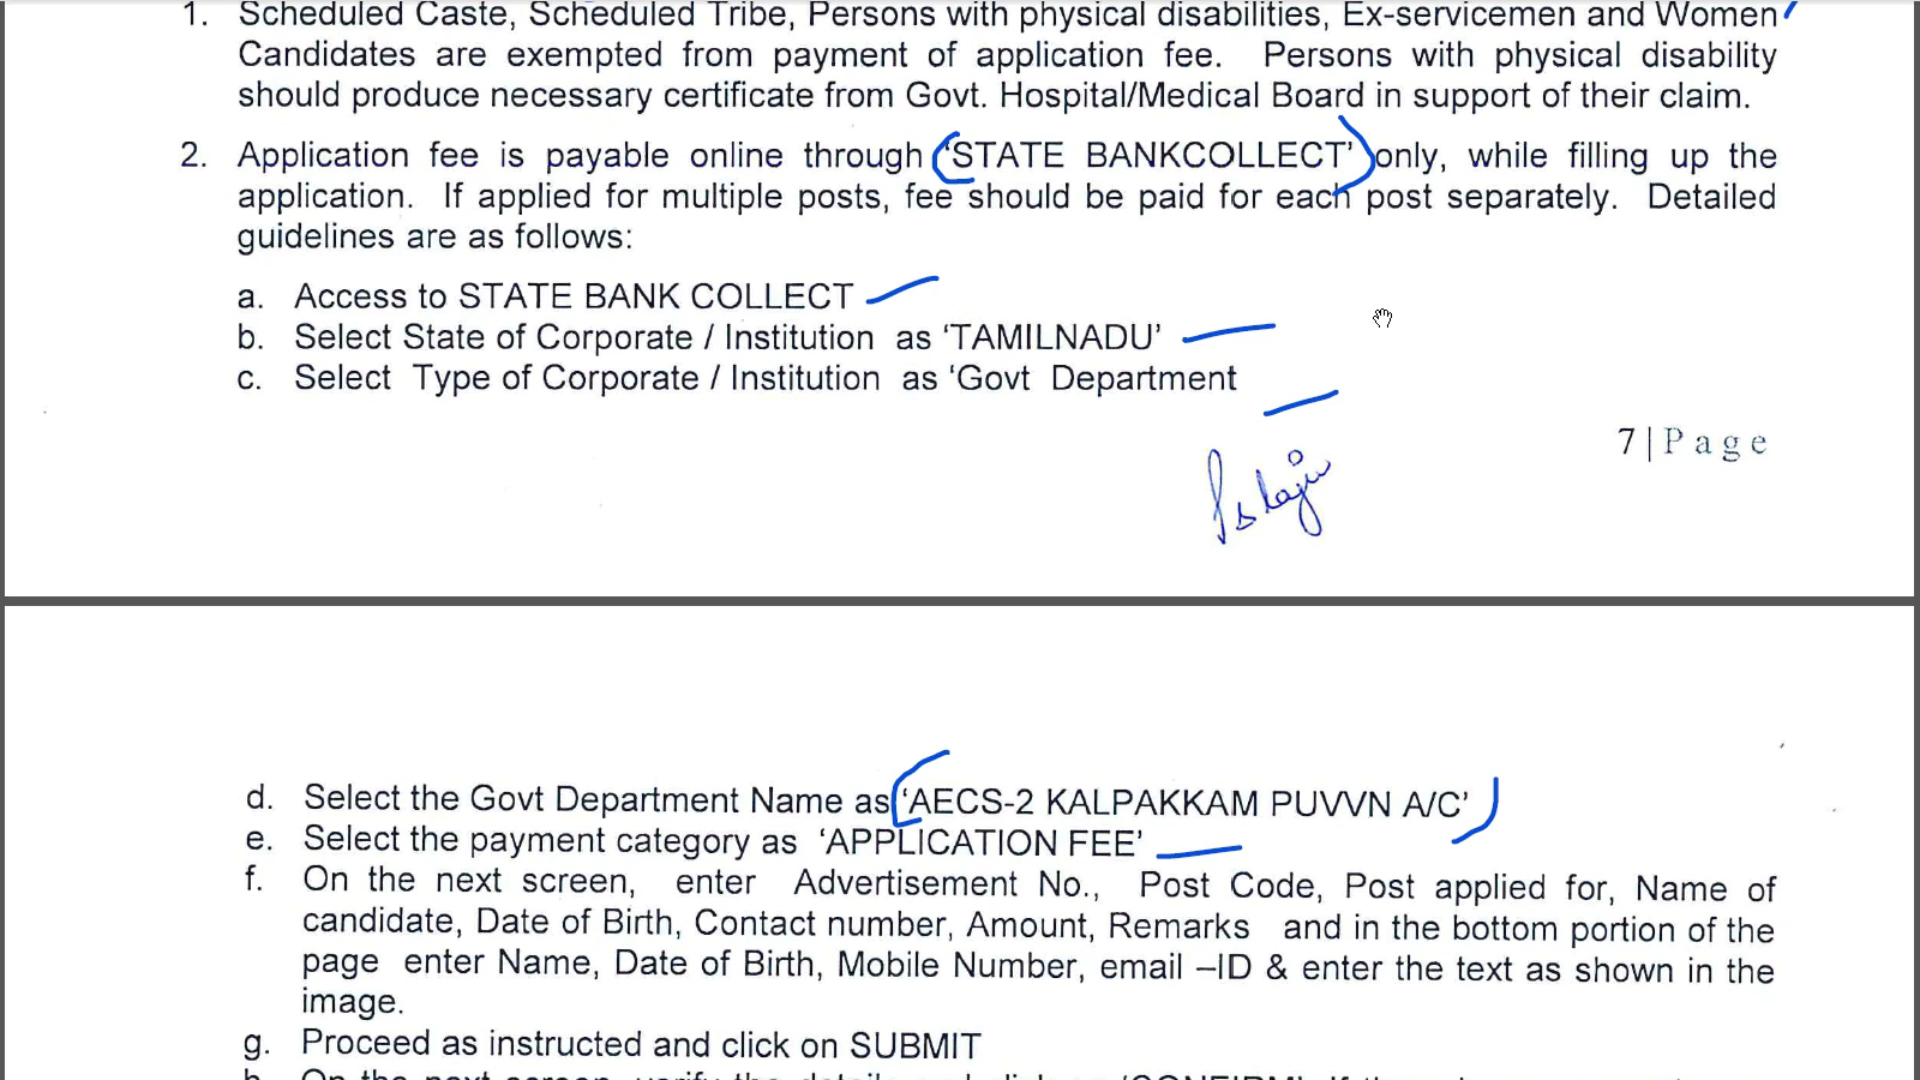 1. Scheduled Caste, Scheduled Tribe, Persons with physical disabilities, Ex-servicemen and Women
Candidates are exempted from payment of application fee. Persons with physical disability
should produce necessary certificate from Govt. Hospital/Medical Board in support of their claim.
2. Application fee is payable online through 'STATE BANKCOLLECT' only, while filling up the
application. If applied for multiple posts, fee should be paid for each post separately. Detailed
guidelines are as follows:
a. Access to STATE BANK COLLECT
b. Select State of Corporate / Institution as 'TAMILNADU'
c. Select Type of Corporate / Institution as 'Govt Department
7 | P a g e
d. Select the Govt Department Name as 'AECS-2 KALPAKKAM PUVVN A/C'
e. Select the payment category as 'APPLICATION FEE'
f. On the next screen, enter Advertisement No., Post Code, Post applied for, Name of
candidate, Date of Birth, Contact number, Amount, Remarks and in the bottom portion of the
page enter Name, Date of Birth, Mobile Number, email –ID & enter the text as shown in the
image.
g. Proceed as instructed and click on SUBMIT